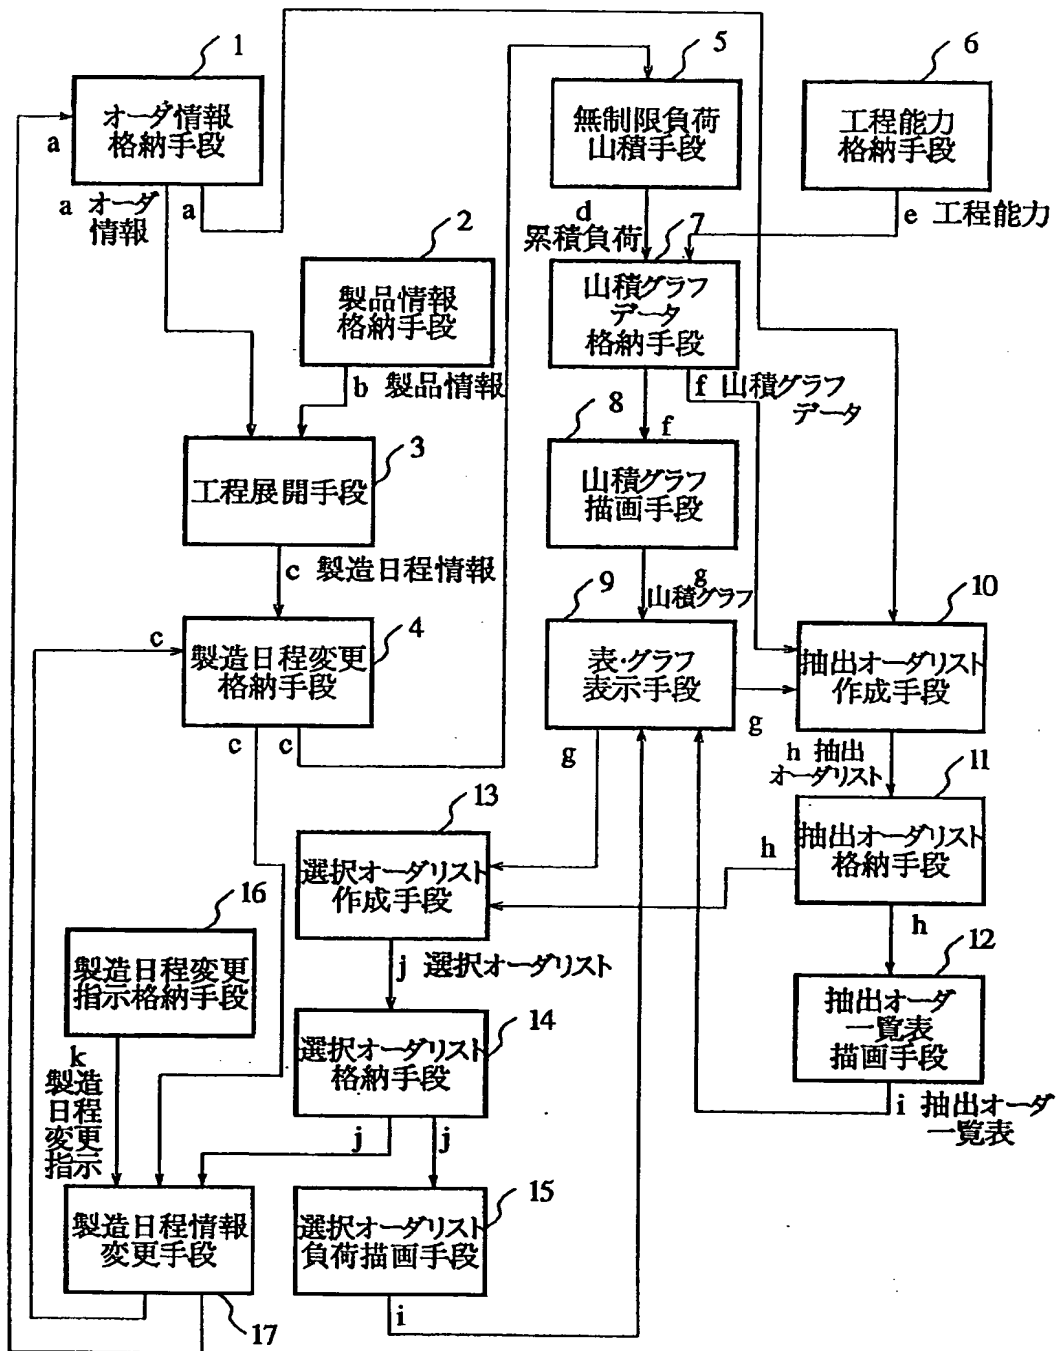 1
オーダ情報
格納手段
a
a オーダ
情報
a
2
製品情報
格納手段
b 製品情報
3
工程展開手段
c 製造日程情報
c
4
製造日程変更
格納手段
c
c
5
無制限負荷
山積手段
d
累積負荷
6
工程能力
格納手段
e 工程能力
7
山積グラフ
データ
格納手段
f 山積グラフ
データ
f
8
山積グラフ
描画手段
g
山積グラフ
9
表・グラフ
表示手段
g
g
10
抽出オーダリスト
作成手段
h 抽出
オーダリスト
11
抽出オーダリスト
格納手段
h
h
12
抽出オーダ
一覧表
描画手段
i 抽出オーダ
一覧表
13
選択オーダリスト
作成手段
j 選択オーダリスト
14
選択オーダリスト
格納手段
j
j
15
選択オーダリスト
負荷描画手段
i
16
製造日程変更
指示格納手段
k
製造
日程
変更
指示
製造日程情報
変更手段
17